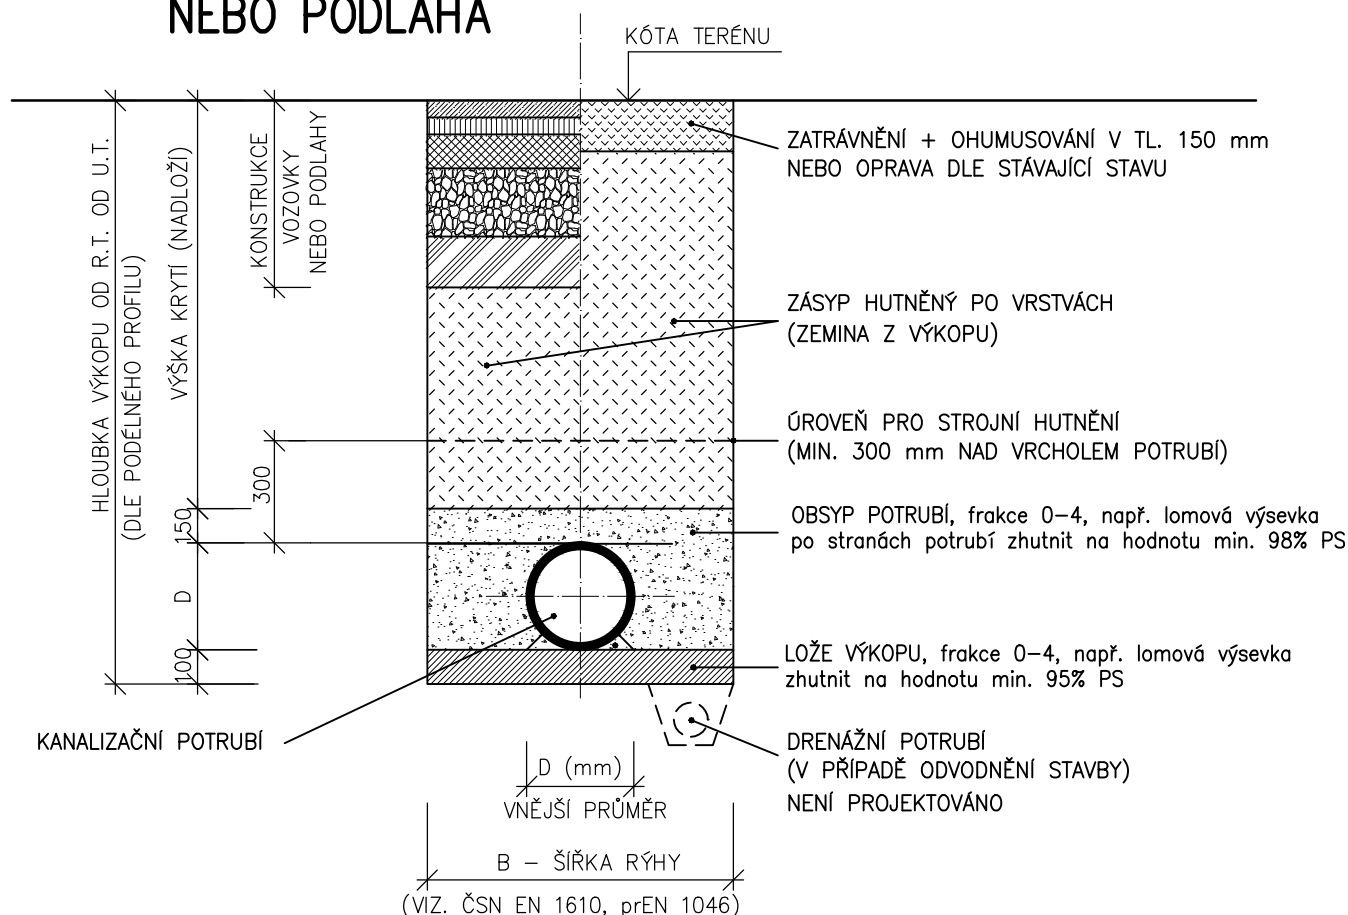 NEBO PODLAHA
KÓTA TERÉNU
HLOUBKA VÝKOPU OD R.T. OD U.T.
(DLE PODÉLNÉHO PROFILU)
VÝŠKA KRYTÍ (NADLOŽÍ)
KONSTRUKCE
VOZOVKY
NEBO PODLAHY
ZATRÁVNĚNÍ + OHUMUSOVÁNÍ V TL. 150 mm
NEBO OPRAVA DLE STÁVAJÍCÍ STAVU
ZÁSYP HUTNĚNÝ PO VRSTVÁCH
(ZEMINA Z VÝKOPU)
ÚROVEŇ PRO STROJNÍ HUTNĚNÍ
(MIN. 300 mm NAD VRCHOLEM POTRUBÍ)
300
150
D
100
OBSYP POTRUBÍ, frakce 0-4, např. lomová výsevka
po stranách potrubí zhutnit na hodnotu min. 98% PS
LOŽE VÝKOPU, frakce 0-4, např. lomová výsevka
zhutnit na hodnotu min. 95% PS
KANALIZAČNÍ POTRUBÍ
DRENÁŽNÍ POTRUBÍ
(V PŘÍPADĚ ODVODNĚNÍ STAVBY)
NENÍ PROJEKTOVÁNO
D (mm)
VNĚJŠÍ PRŮMĚR
B - ŠÍŘKA RÝHY
(VIZ. ČSN EN 1610, prEN 1046)